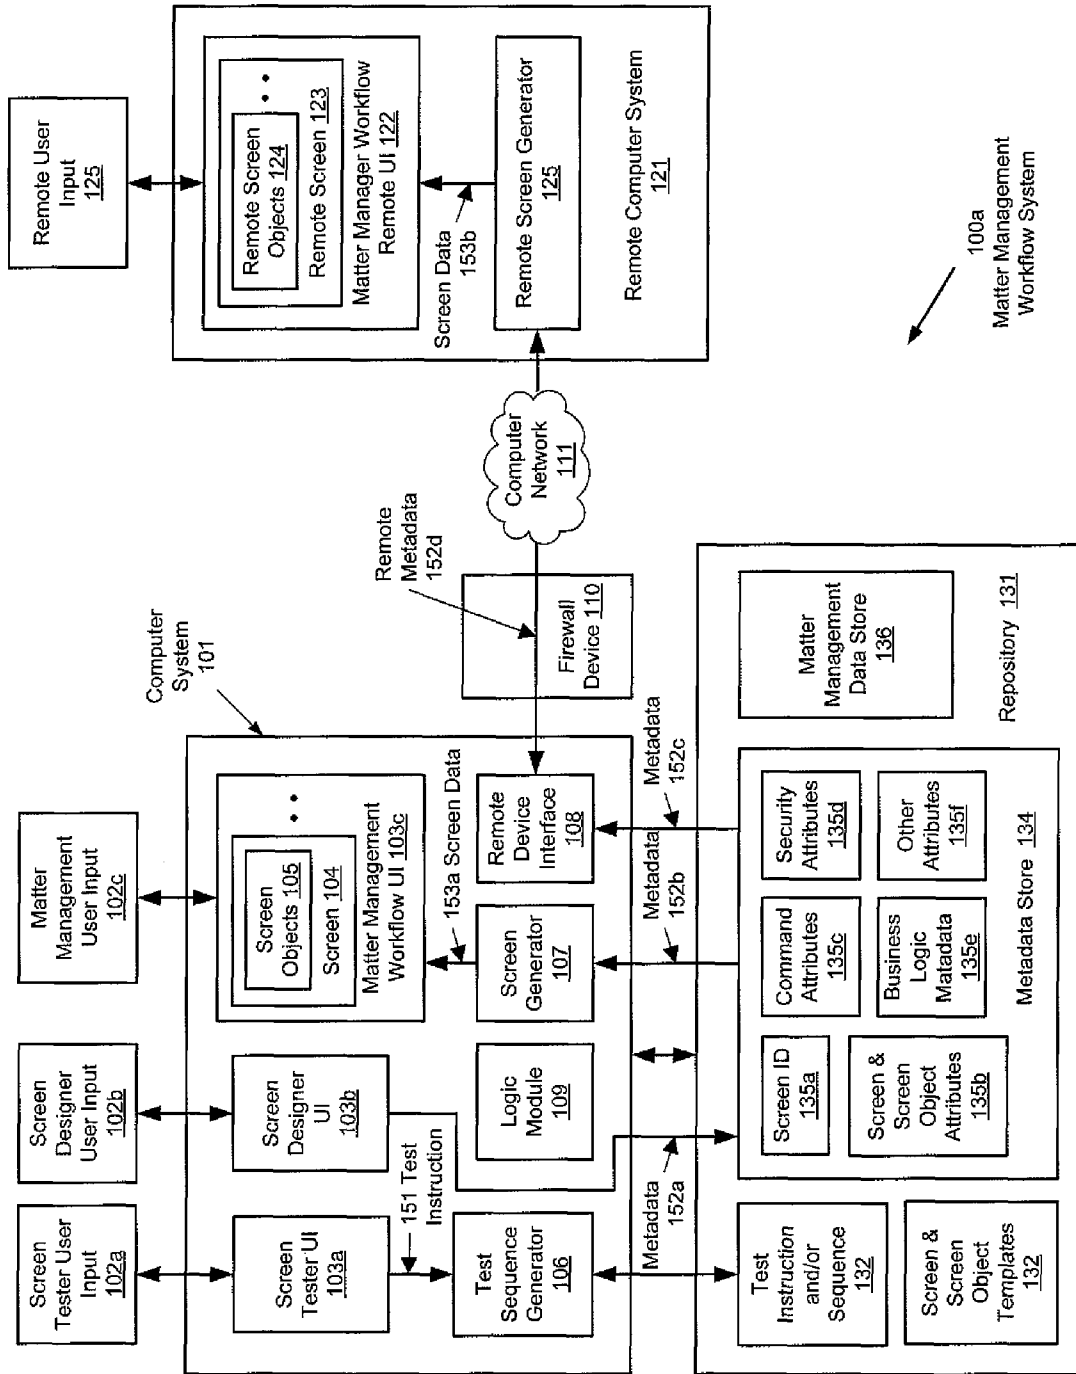 Screen
Tester User
Input
102a
Screen
Designer
User Input
102b
Matter
Management
User Input
102c
Remote User
Input
125
Computer
System
101
Screen
Tester UI
103a
Screen
Designer
UI
103b
Screen
Objects 105
Screen 104
Matter Management
Workflow UI 103c
151 Test
Instruction
153a Screen Data
Test
Sequence
Generator
106
Logic
Module
109
Screen
Generator
107
Remote
Device
Interface
108
Remote
Metadata
152d
Firewall
Device 110
Computer
Network
111
Remote Screen
Objects 124
Remote Screen 123
Matter Manager Workflow
Remote UI 122
Screen Data
153b
Remote Screen Generator
125
Remote Computer System
121
Metadata
152a
Metadata
152b
Metadata
152c
Test
Instruction
and/or
Sequence
132
Screen &
Screen
Object
Templates 132
Screen ID
135a
Screen &
Screen
Object
Attributes
135b
Command
Attributes
135c
Business
Logic
Matadata
135e
Security
Attributes
135d
Other
Attributes
135f
Metadata Store 134
Matter
Management
Data Store
136
Repository 131
100a
Matter Management
Workflow System